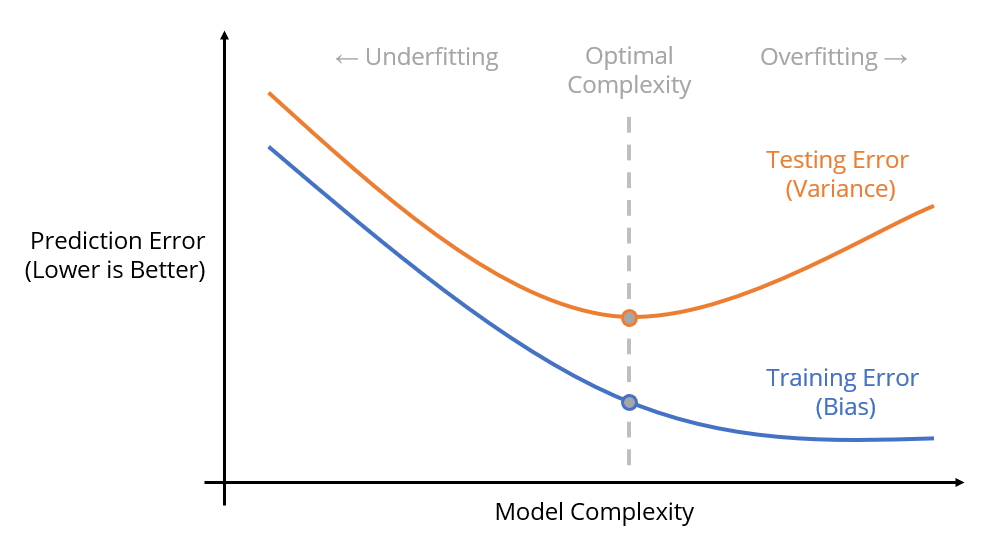 ← Underfitting
Optimal
Complexity
Overfitting →
Testing Error
(Variance)
Prediction Error
(Lower is Better)
Training Error
(Bias)
Model Complexity